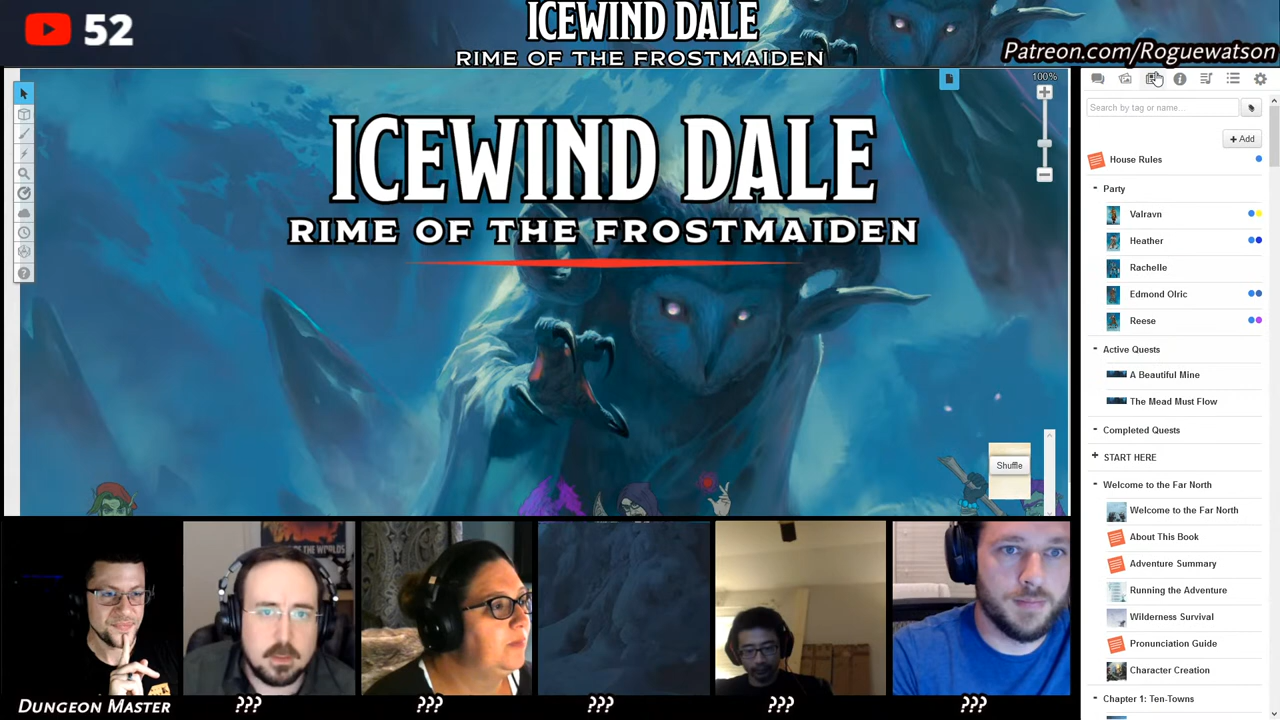 52
ICEWIND DALE
RIME OF THE FROSTMAIDEN
Patreon.com/Roguewatson
100%
ICEWIND DALE
RIME OF THE FROSTMAIDEN
Search by tag or name...
+ Add
House Rules
Party
Valravn
Heather
Rachelle
Edmond Olric
Reese
Active Quests
A Beautiful Mine
The Mead Must Flow
Completed Quests
START HERE
Welcome to the Far North
Welcome to the Far North
About This Book
Adventure Summary
Running the Adventure
Wilderness Survival
Pronunciation Guide
Character Creation
Chapter 1: Ten-Towns
Shuffle
DUNGEON MASTER
???
???
???
???
???